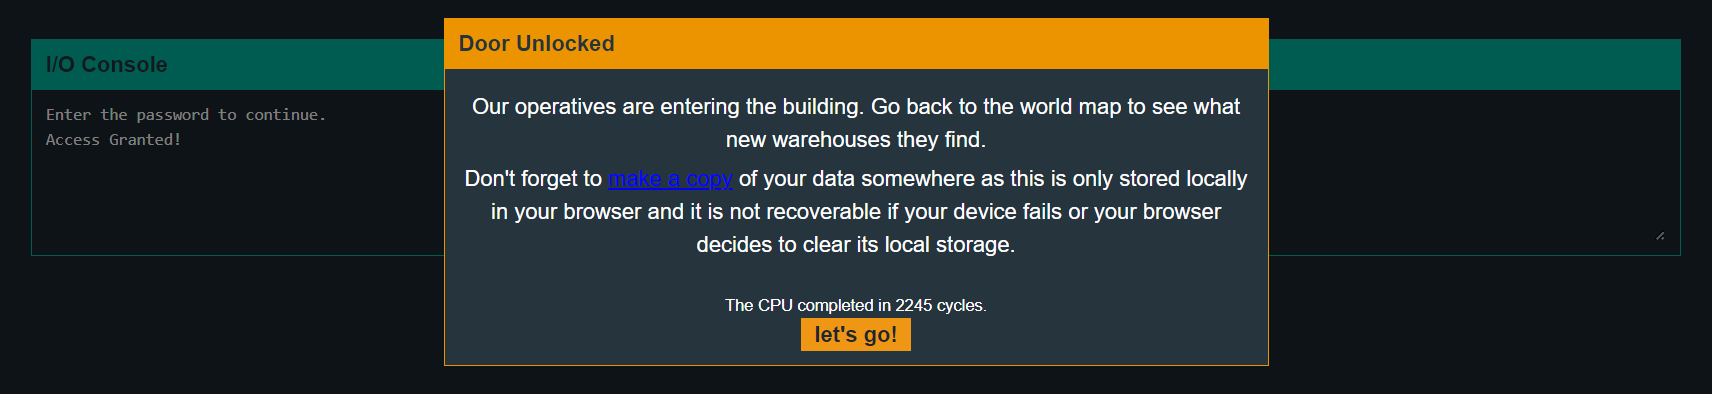 Door Unlocked
I/O Console
Our operatives are entering the building. Go back to the world map to see what
new warehouses they find.
Enter the password to continue.
Access Granted!
Don't forget to make a copy of your data somewhere as this is only stored locally
in your browser and it is not recoverable if your device fails or your browser
decides to clear its local storage.
The CPU completed in 2245 cycles.
let's go!